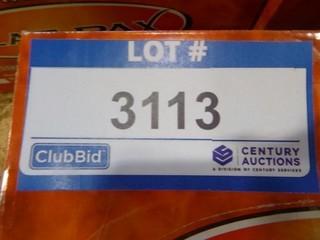 LOT #
3113
ClubBid
CENTURY
AUCTIONS
A DIVISION OF CENTURY SERVICES